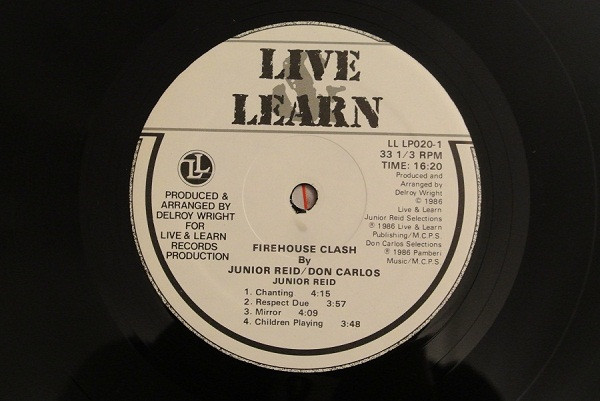 LIVE
&
LEARN
LL LP020-1
33 1/3 RPM
TIME: 16:20
Produced and
Arranged by
Delroy Wright
© 1986
Live & Learn
Junior Reid Selections
℗ 1986 Live & Learn
Publishing/M.C.P.S.
Don Carlos Selections
℗ 1986 Pamberi
Music/M.C.P.S.
LL
PRODUCED &
ARRANGED BY
DELROY WRIGHT
FOR
LIVE & LEARN
RECORDS
PRODUCTION
FIREHOUSE CLASH
By
JUNIOR REID/DON CARLOS
JUNIOR REID
1. Chanting 4:15
2. Respect Due 3:57
3. Mirror 4:09
4. Children Playing 3:48